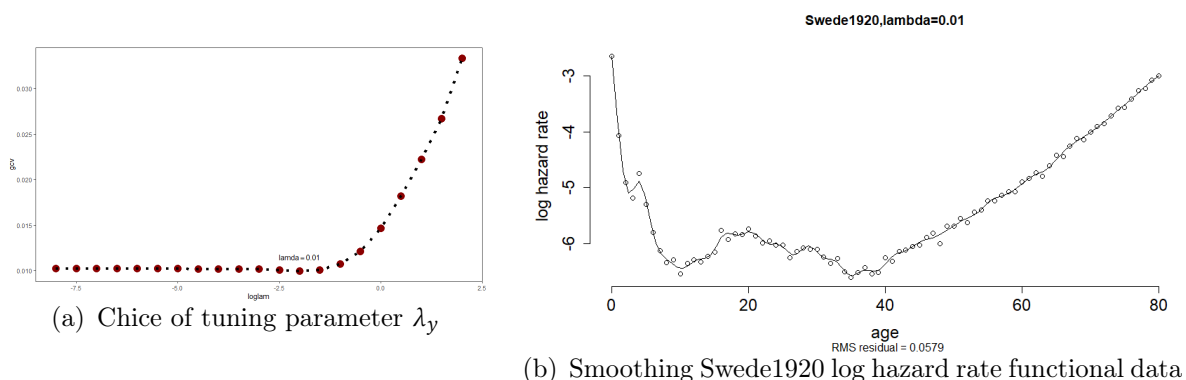 Swede1920,lambda=0.01
gcv
0.030
0.025
0.020
0.015
0.010
lamda = 0.01
-7.5 -5.0 -2.5 0.0 2.5
loglam
(a) Chice of tuning parameter λy
log hazard rate
-3
-4
-5
-6
0 20 40 60 80
age
RMS residual = 0.0579
(b) Smoothing Swede1920 log hazard rate functional data